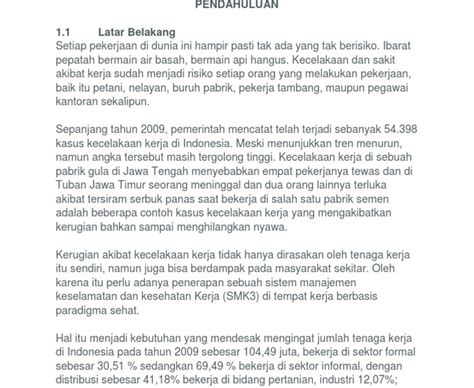 PENDAHULUAN
1.1 Latar Belakang
Setiap pekerjaan di dunia ini hampir pasti tak ada yang tak berisiko. Ibarat
pepatah bermain air basah, bermain api hangus. Kecelakaan dan sakit
akibat kerja sudah menjadi risiko setiap orang yang melakukan pekerjaan,
baik itu petani, nelayan, buruh pabrik, pekerja tambang, maupun pegawai
kantoran sekalipun.
Sepanjang tahun 2009, pemerintah mencatat telah terjadi sebanyak 54.398
kasus kecelakaan kerja di Indonesia. Meski menunjukkan tren menurun,
namun angka tersebut masih tergolong tinggi. Kecelakaan kerja di sebuah
pabrik gula di Jawa Tengah menyebabkan empat pekerjanya tewas dan di
Tuban Jawa Timur seorang meninggal dan dua orang lainnya terluka
akibat tersiram serbuk panas saat bekerja di salah satu pabrik semen
adalah beberapa contoh kasus kecelakaan kerja yang mengakibatkan
kerugian bahkan sampai menghilangkan nyawa.
Kerugian akibat kecelakaan kerja tidak hanya dirasakan oleh tenaga kerja
itu sendiri, namun juga bisa berdampak pada masyarakat sekitar. Oleh
karena itu perlu adanya penerapan sebuah sistem manajemen
keselamatan dan kesehatan Kerja (SMK3) di tempat kerja berbasis
paradigma sehat.
Hal itu menjadi kebutuhan yang mendesak mengingat jumlah tenaga kerja
di Indonesia pada tahun 2009 sebesar 104,49 juta, bekerja di sektor formal
sebesar 30,51 % sedangkan 69,49 % bekerja di sektor informal, dengan
distribusi sebesar 41,18% bekerja di bidang pertanian, industri 12,07%;